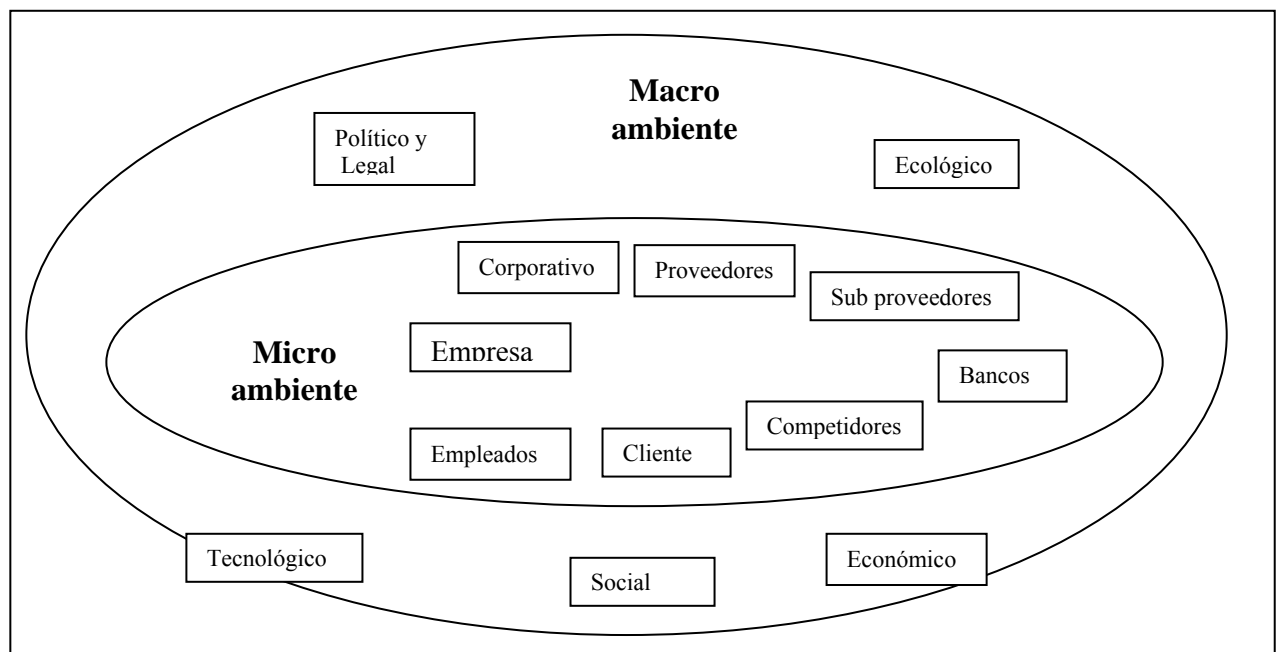 Macro
ambiente
Político y
Legal
Ecológico
Corporativo
Proveedores
Sub proveedores
Empresa
Micro
ambiente
Bancos
Competidores
Empleados
Cliente
Tecnológico
Social
Económico